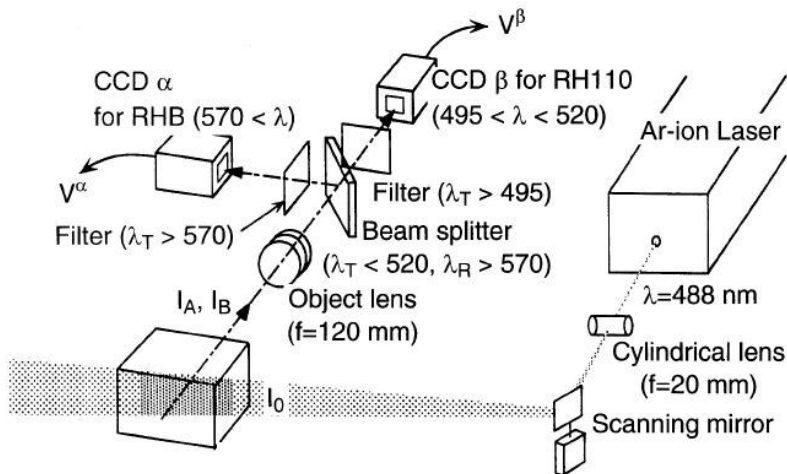 V^β
CCD α
for RHB (570 < λ)
CCD β for RH110
(495 < λ < 520)
Ar-ion Laser
V^α
Filter (λ_T > 495)
Filter (λ_T > 570)
Beam splitter
(λ_T < 520, λ_R > 570)
I_A, I_B
Object lens
(f=120 mm)
λ=488 nm
Cylindrical lens
(f=20 mm)
I_0
Scanning mirror